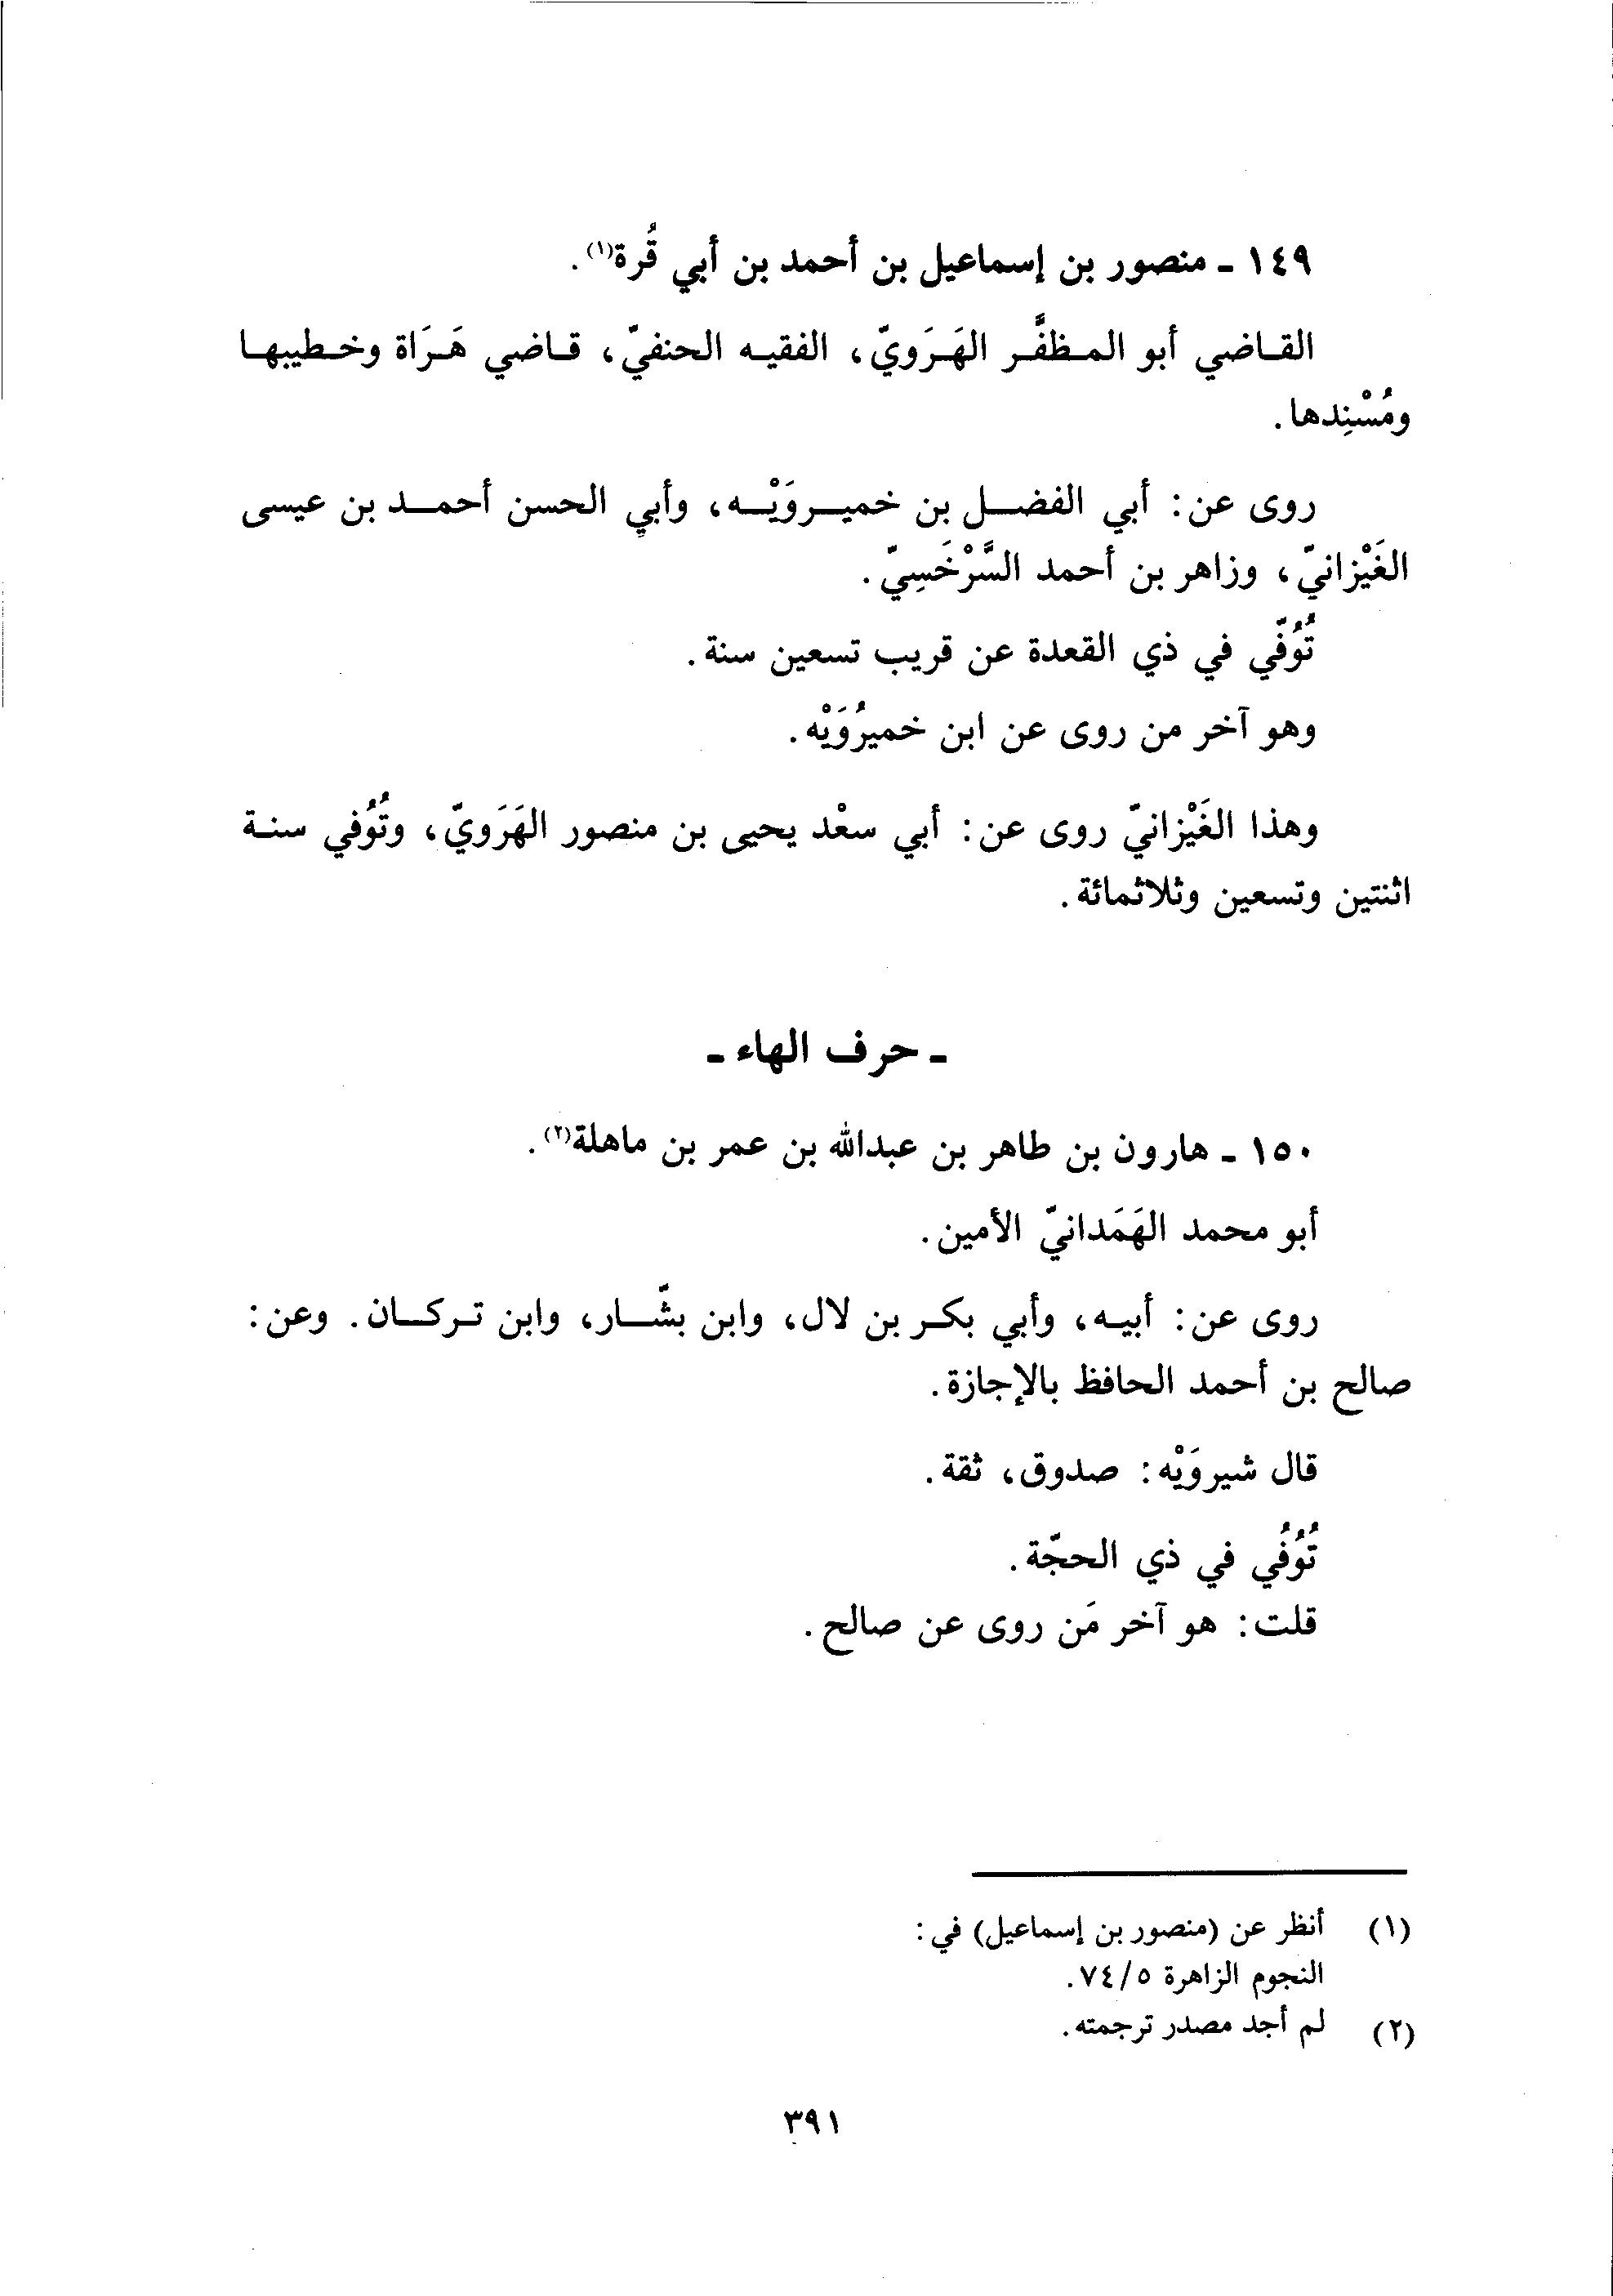 ١٤٩ ـ منصور بن إسماعيل بن أحمد بن أبي قُرة(١).
القاضي أبو المظفَّر الهَرَويّ، الفقيه الحنفيّ، قاضي هَرَاة وخطيبها
ومُسْنِدها.
روى عن: أبي الفضل بن خميرويْه، وأبي الحسن أحمد بن عيسى
الغَيْزانيّ، وزاهر بن أحمد السَّرْخَسِيّ.
تُوُفّي في ذي القعدة عن قريب تسعين سنة.
وهو آخر من روى عن ابن خميرُوَيْه.
وهذا الغَيْزانيّ روى عن: أبي سعْد يحيى بن منصور الهَرَويّ، وتُوُفي سنة
اثنتين وتسعين وثلاثمائة.
ـ حرف الهاء ـ
١٥٠ ـ هارون بن طاهر بن عبدالله بن عمر بن ماهلة(٢).
أبو محمد الهَمَدانيّ الأمين.
روى عن: أبيه، وأبي بكر بن لال، وابن بشّار، وابن تركان. وعن:
صالح بن أحمد الحافظ بالإجازة.
قال شيروَيْه: صدوق، ثقة.
تُوُفُي في ذي الحجّة.
قلت: هو آخر مَن روى عن صالح.
(١) أنظر عن (منصور بن إسماعيل) في:
النجوم الزاهرة ٥/٧٤.
(٢) لم أجد مصدر ترجمته.
٣٩١